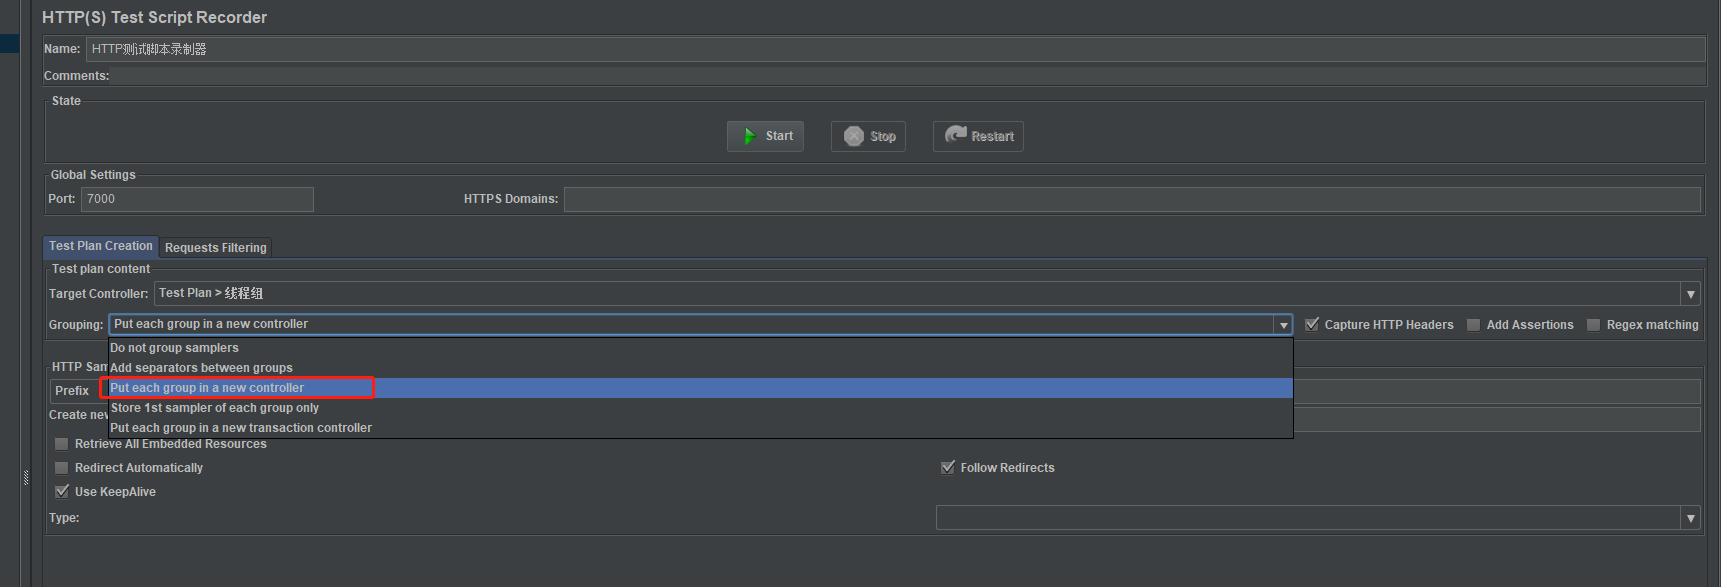 HTTP(S) Test Script Recorder
Name: HTTP测试脚本录制器
Comments:
State
Start Stop Restart
Global Settings
Port: 7000 HTTPS Domains:
Test Plan Creation Requests Filtering
Test plan content
Target Controller: Test Plan > 线程组
Grouping: Put each group in a new controller Capture HTTP Headers Add Assertions Regex matching
Do not group samplers
HTTP Sam
Add separators between groups
Prefix Put each group in a new controller
Create new Store 1st sampler of each group only
Put each group in a new transaction controller
Retrieve All Embedded Resources
Redirect Automatically Follow Redirects
Use KeepAlive
Type: